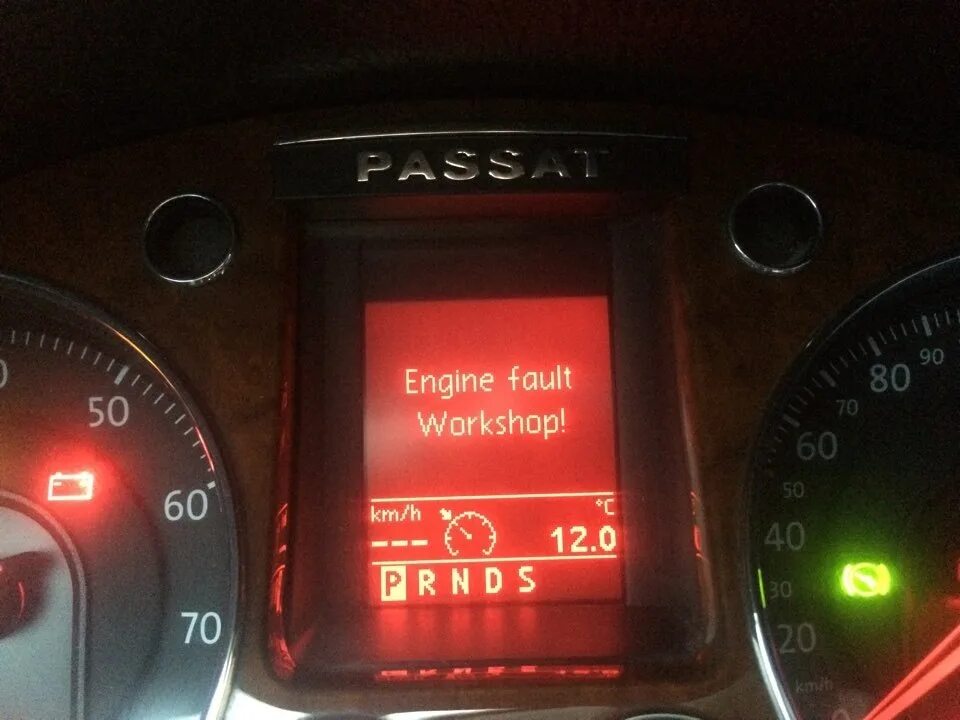 PASSAT
Engine fault
Workshop!
km/h
°C
--- 12.0
P R N D S
50
60
70
80
90
70
60
50
40
30
20
km/h